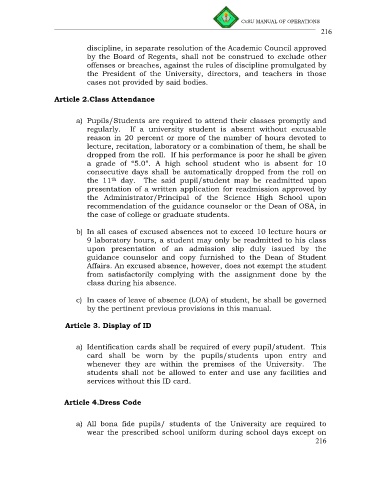 CvSU MANUAL OF OPERATIONS
216
discipline, in separate resolution of the Academic Council approved
by the Board of Regents, shall not be construed to exclude other
offenses or breaches, against the rules of discipline promulgated by
the President of the University, directors, and teachers in those
cases not provided by said bodies.
Article 2.Class Attendance
a) Pupils/Students are required to attend their classes promptly and
regularly. If a university student is absent without excusable
reason in 20 percent or more of the number of hours devoted to
lecture, recitation, laboratory or a combination of them, he shall be
dropped from the roll. If his performance is poor he shall be given
a grade of "5.0". A high school student who is absent for 10
consecutive days shall be automatically dropped from the roll on
the 11th day. The said pupil/student may be readmitted upon
presentation of a written application for readmission approved by
the Administrator/Principal of the Science High School upon
recommendation of the guidance counselor or the Dean of OSA, in
the case of college or graduate students.
b) In all cases of excused absences not to exceed 10 lecture hours or
9 laboratory hours, a student may only be readmitted to his class
upon presentation of an admission slip duly issued by the
guidance counselor and copy furnished to the Dean of Student
Affairs. An excused absence, however, does not exempt the student
from satisfactorily complying with the assignment done by the
class during his absence.
c) In cases of leave of absence (LOA) of student, he shall be governed
by the pertinent previous provisions in this manual.
Article 3. Display of ID
a) Identification cards shall be required of every pupil/student. This
card shall be worn by the pupils/students upon entry and
whenever they are within the premises of the University. The
students shall not be allowed to enter and use any facilities and
services without this ID card.
Article 4.Dress Code
a) All bona fide pupils/ students of the University are required to
wear the prescribed school uniform during school days except on
216